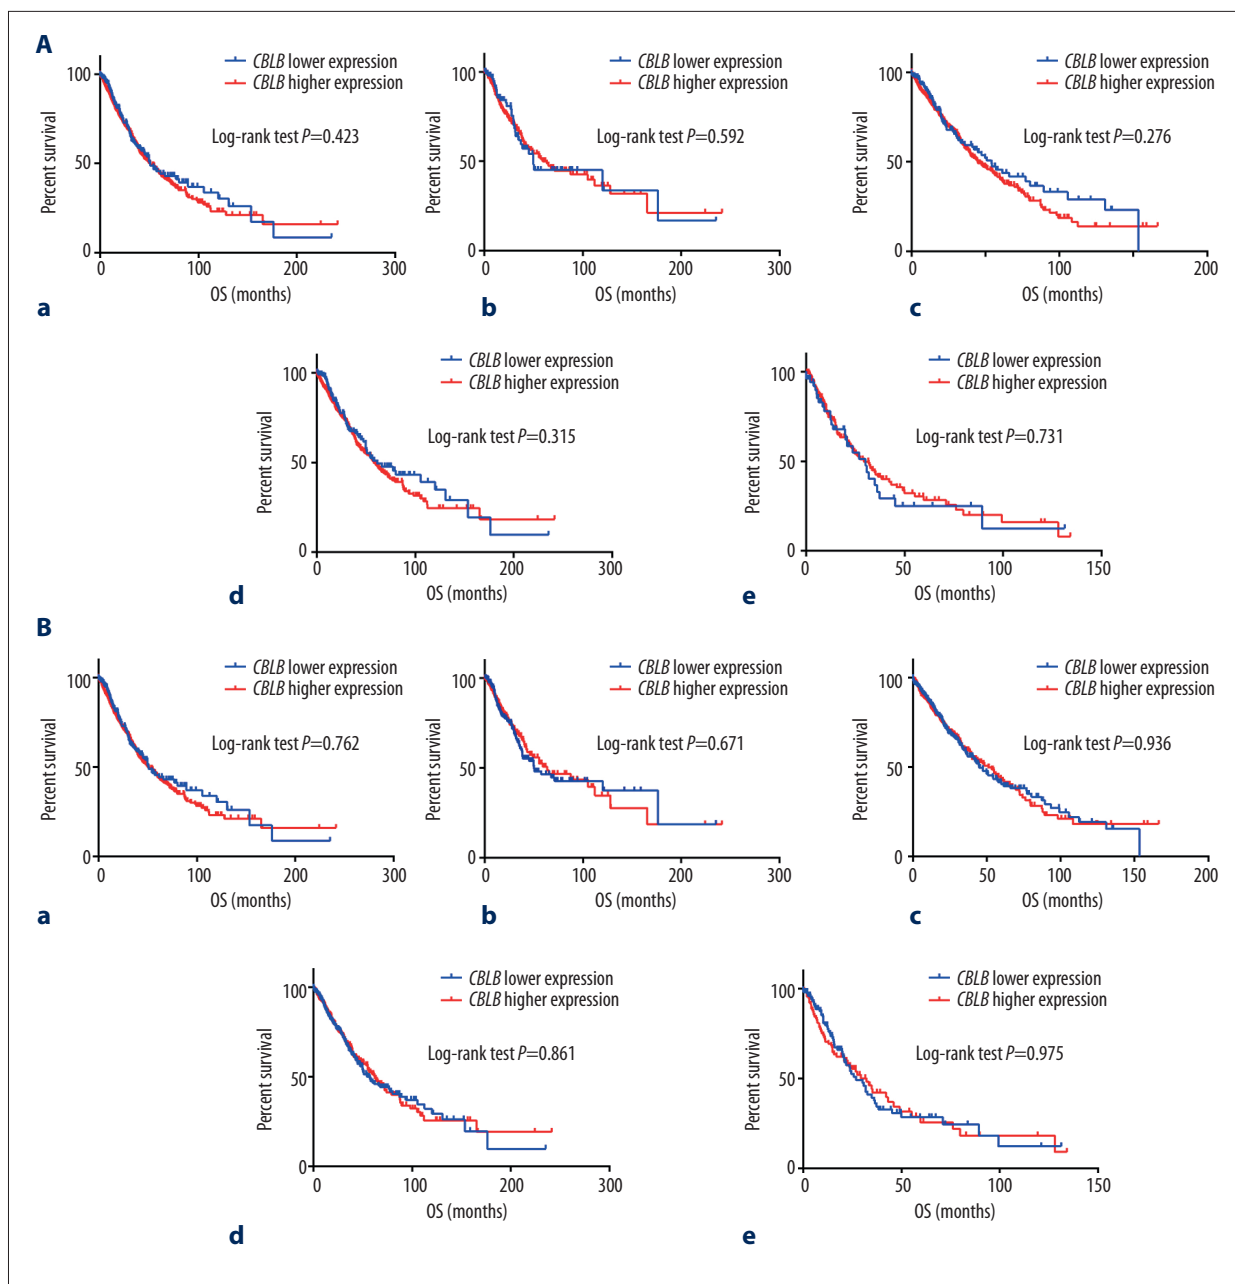 A
CBLB lower expression
CBLB higher expression
Log-rank test P=0.423
Percent survival
100
50
0
0 100 200 300
OS (months)
a
CBLB lower expression
CBLB higher expression
Log-rank test P=0.592
Percent survival
100
50
0
0 100 200 300
OS (months)
b
CBLB lower expression
CBLB higher expression
Log-rank test P=0.276
Percent survival
100
50
0
0 50 100 200
OS (months)
c
CBLB lower expression
CBLB higher expression
Log-rank test P=0.315
Percent survival
100
50
0
0 100 200 300
OS (months)
d
CBLB lower expression
CBLB higher expression
Log-rank test P=0.731
Percent survival
100
50
0
0 50 100 150
OS (months)
e
B
CBLB lower expression
CBLB higher expression
Log-rank test P=0.762
Percent survival
100
50
0
0 100 200 300
OS (months)
a
CBLB lower expression
CBLB higher expression
Log-rank test P=0.671
Percent survival
100
50
0
0 100 200 300
OS (months)
b
CBLB lower expression
CBLB higher expression
Log-rank test P=0.936
Percent survival
100
50
0
0 50 100 150 200
OS (months)
c
CBLB lower expression
CBLB higher expression
Log-rank test P=0.861
Percent survival
100
50
0
0 100 200 300
OS (months)
d
CBLB lower expression
CBLB higher expression
Log-rank test P=0.975
Percent survival
100
50
0
0 50 100 150
OS (months)
e